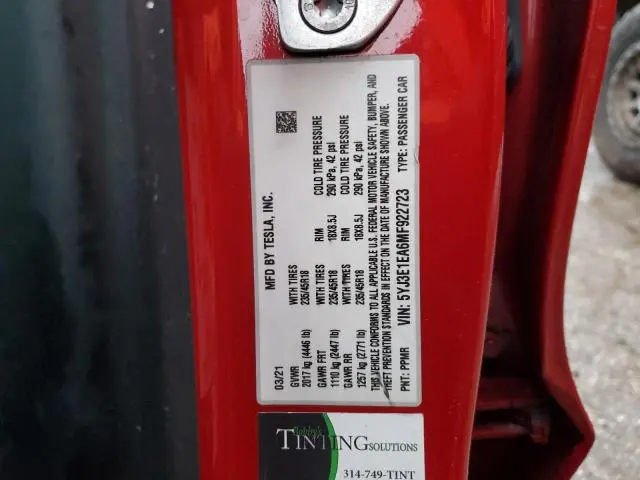 MFD BY TESLA, INC.
03/21
GVWR
2017 kg (4446 lb)
GAWR FRT WITH TIRES RIM COLD TIRE PRESSURE
1110 kg (2447 lb) 235/45R18 18X8.5J 290 kPa, 42 psi
GAWR RR WITH TIRES RIM COLD TIRE PRESSURE
1257 kg (2771 lb) 235/45R18 18X8.5J 290 kPa, 42 psi
THIS VEHICLE CONFORMS TO ALL APPLICABLE U.S. FEDERAL MOTOR VEHICLE SAFETY, BUMPER, AND
THEFT PREVENTION STANDARDS IN EFFECT ON THE DATE OF MANUFACTURE SHOWN ABOVE.
PNT: PPMR VIN: 5YJ3E1EA6MF922723 TYPE: PASSENGER CAR
Bobby's
TINTING SOLUTIONS
314-749-TINT